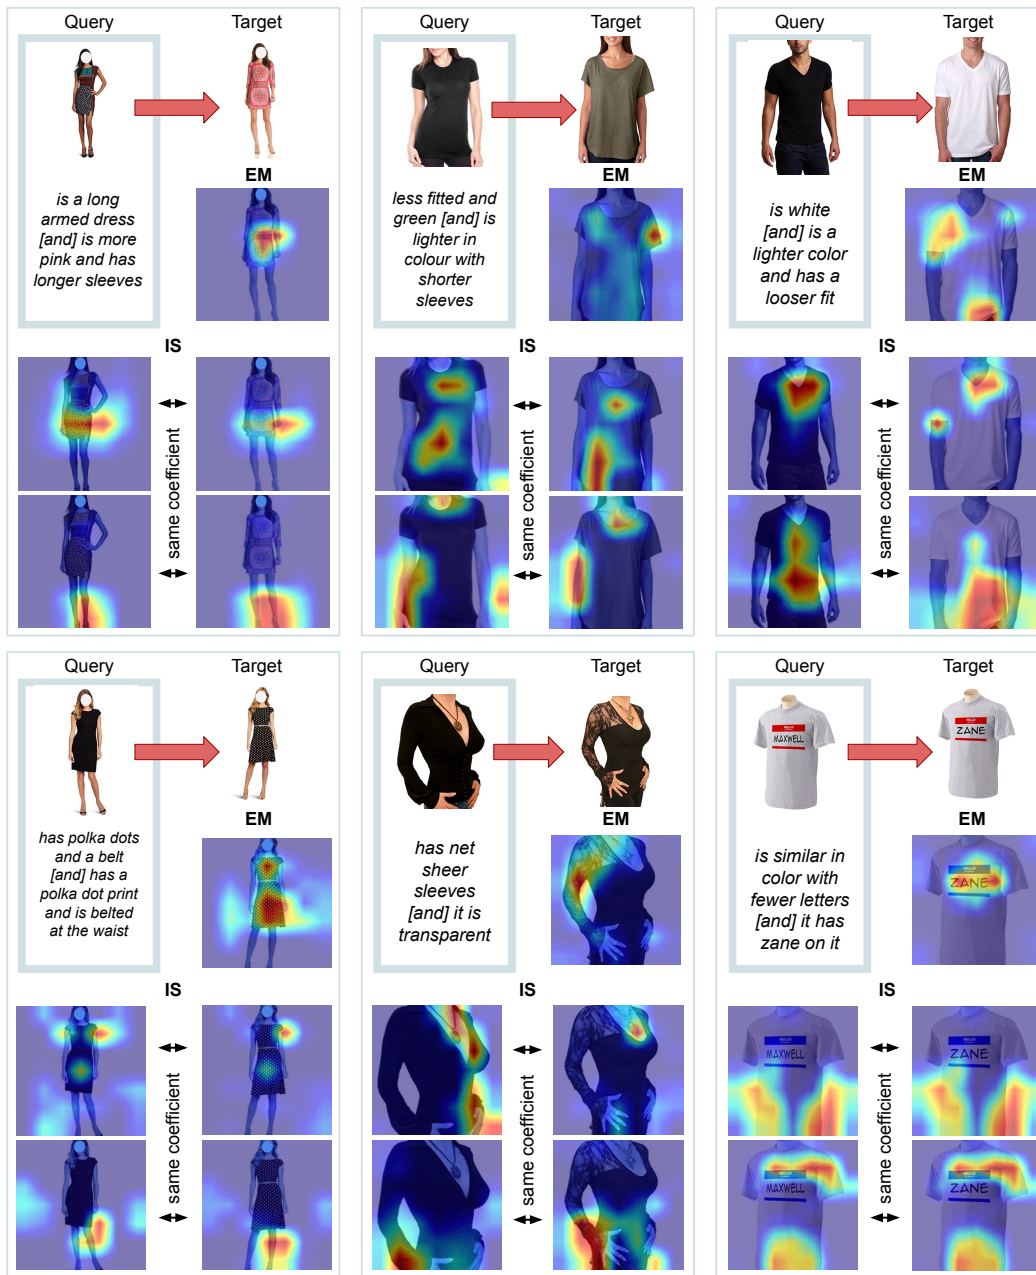 Query Target
EM
is a long
armed dress
[and] is more
pink and has
longer sleeves
IS
same coefficient
Query Target
EM
less fitted and
green [and] is
lighter in
colour with
shorter
sleeves
IS
same coefficient
Query Target
EM
is white
[and] is a
lighter color
and has a
looser fit
IS
same coefficient
Query Target
EM
has polka dots
and a belt
[and] has a
polka dot print
and is belted
at the waist
IS
same coefficient
Query Target
EM
has net
sheer
sleeves
[and] it is
transparent
IS
same coefficient
Query Target
HELLO
MAXWELL
HELLO
ZANE
EM
ZANE
is similar in
color with
fewer letters
[and] it has
zane on it
IS
HELLO
MAXWELL
HELLO
ZANE
same coefficient
MAXWELL
ZANE